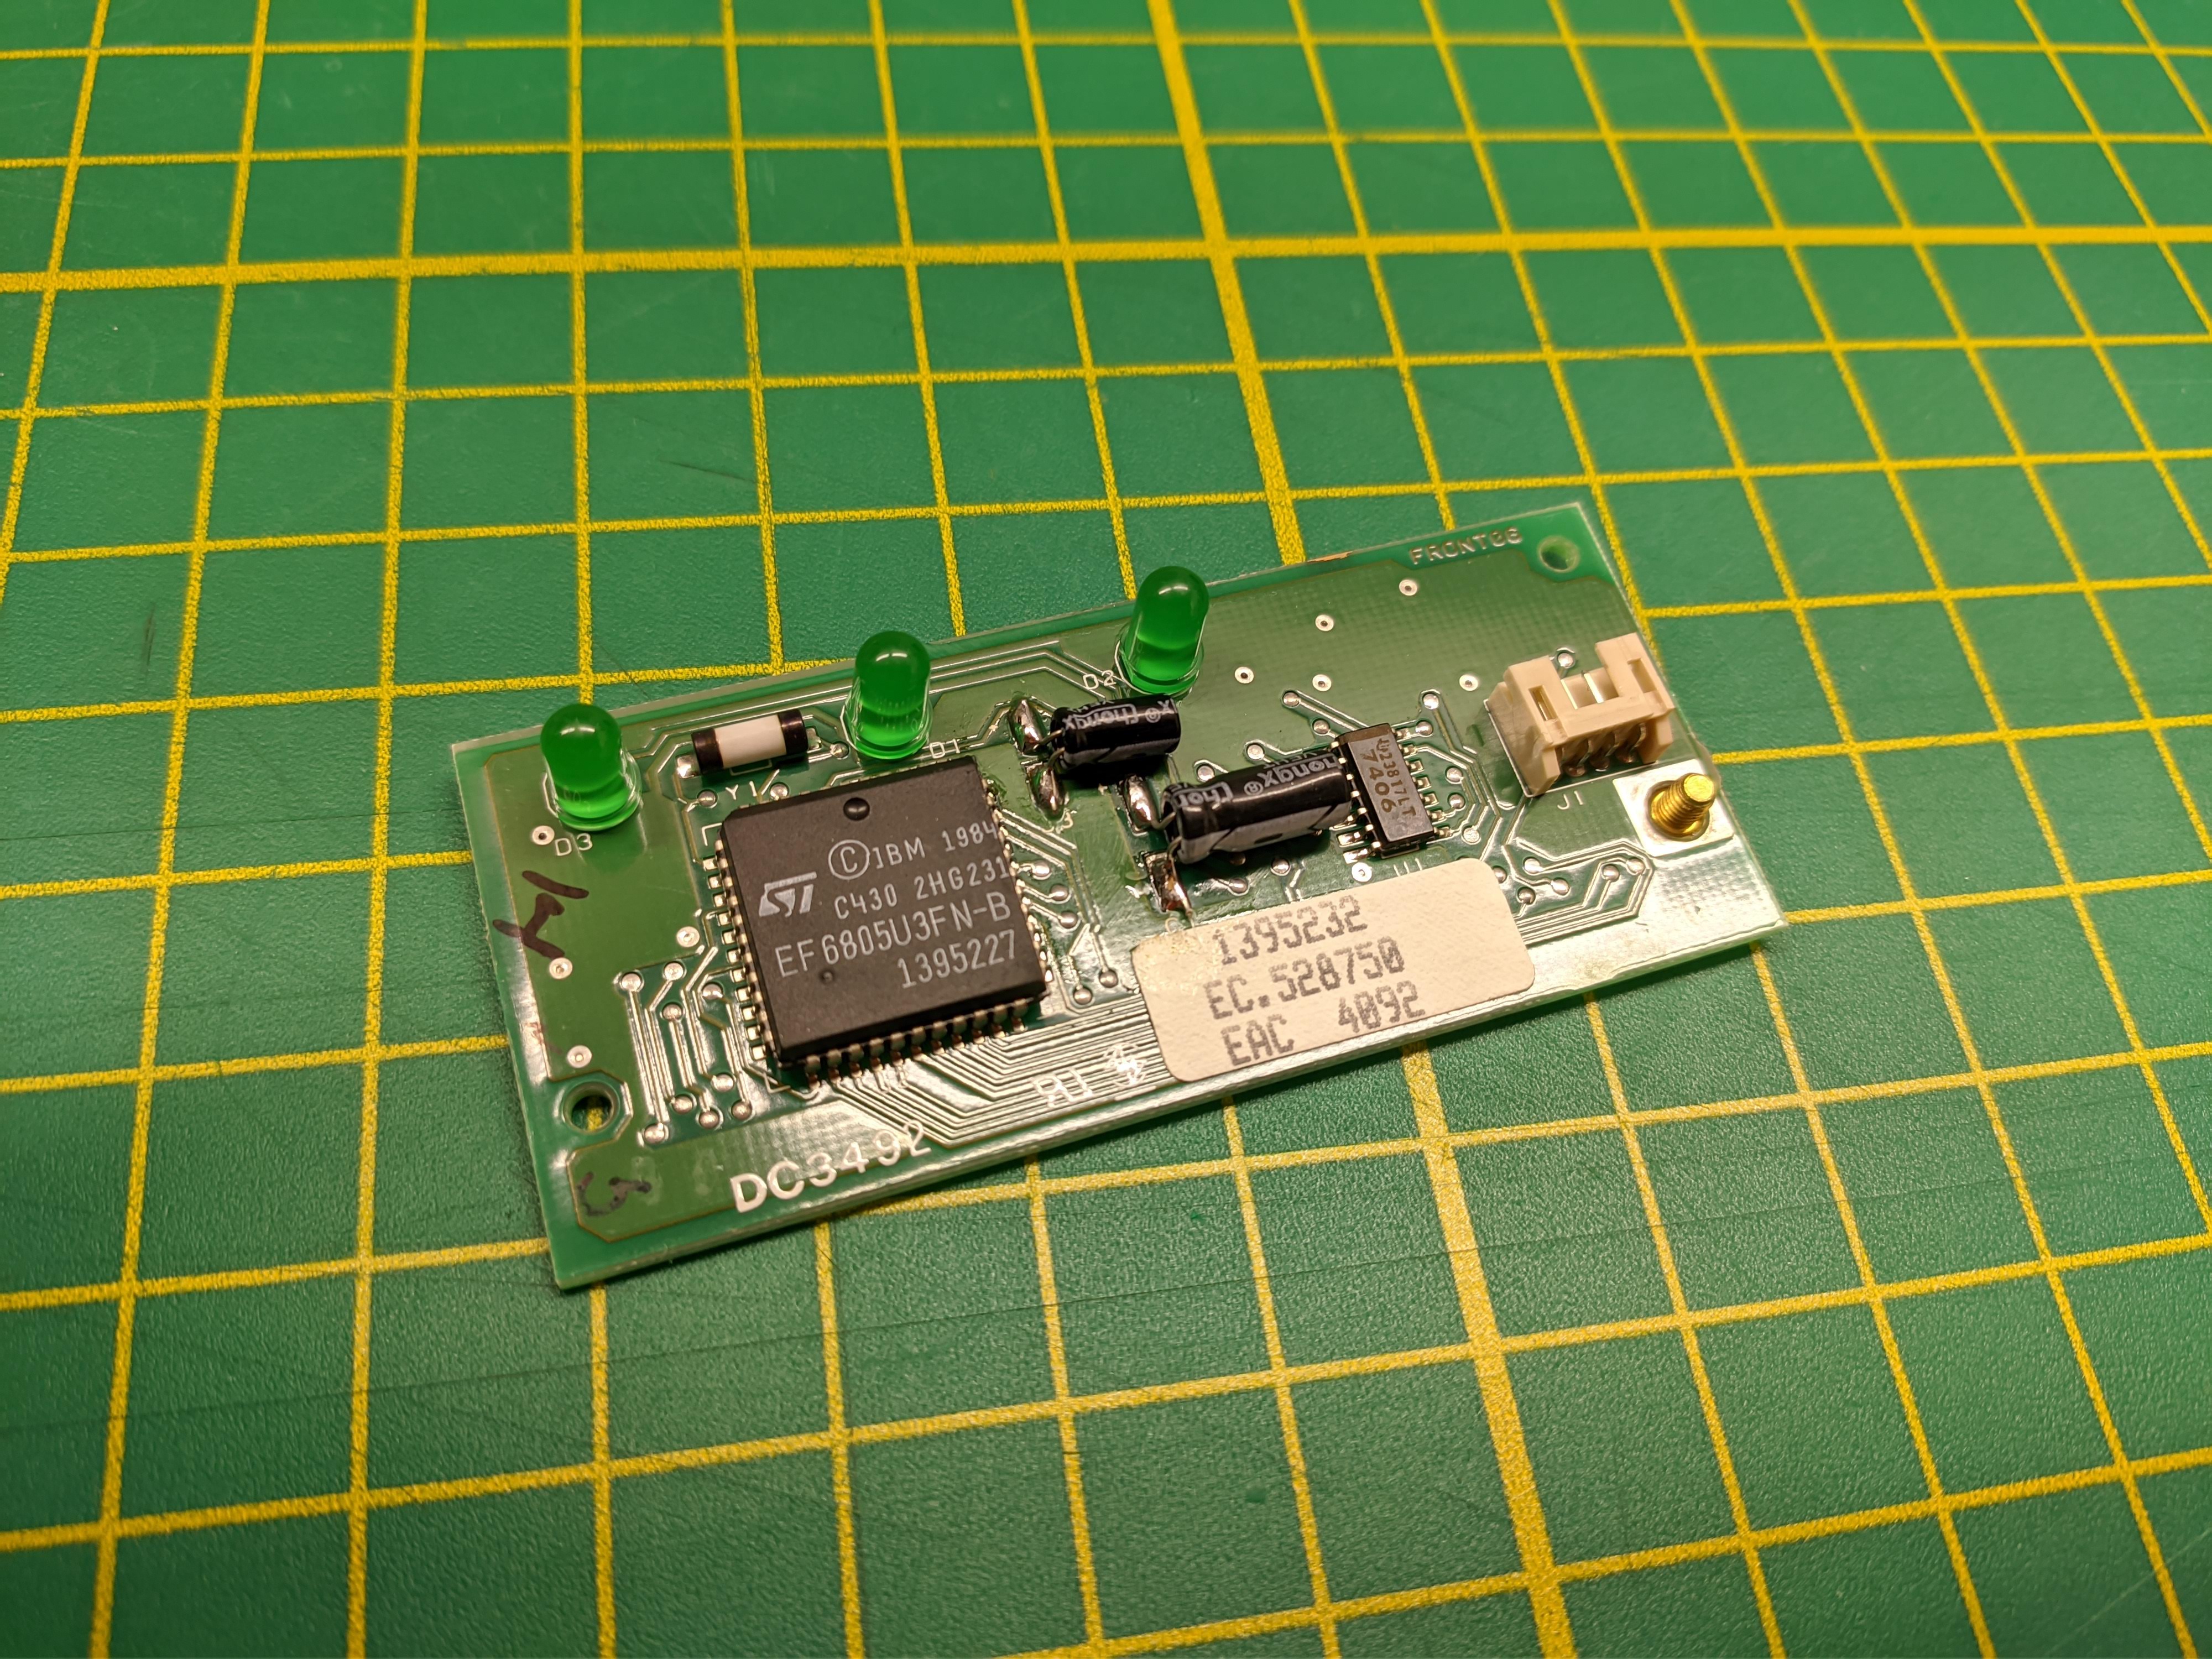 FRONT08
D2
D1
Y1
D3
J1
U1
7406
© IBM 1984
ST
C430 2HG231
EF6805U3FN-B
1395227
1395232
EC.528750
EAC 4092
DC3492